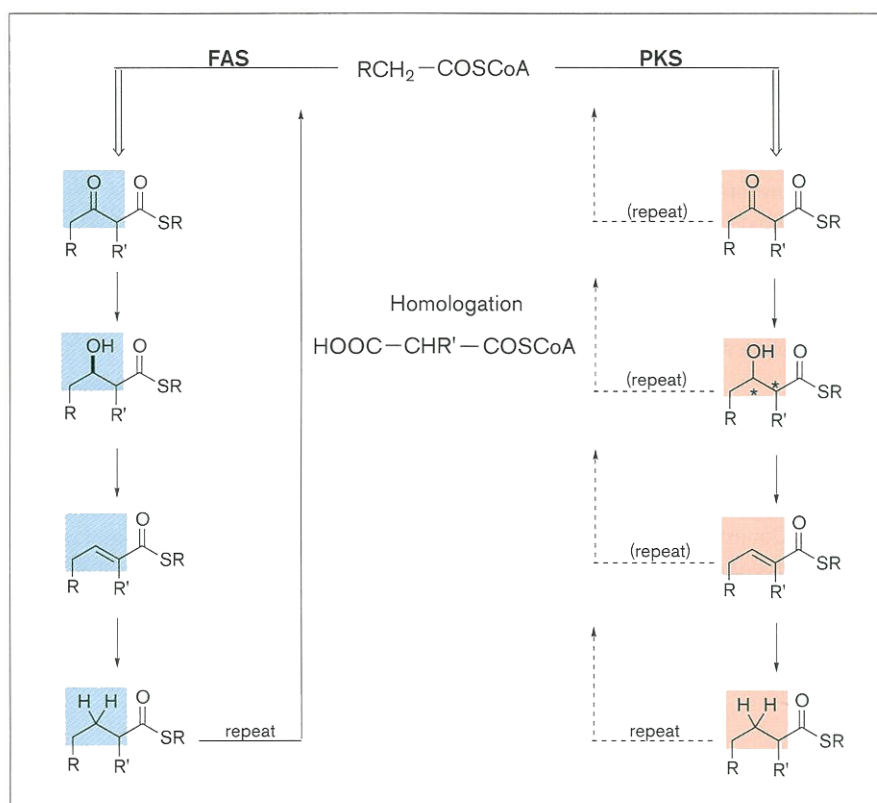 FAS
RCH₂–COSCoA
PKS
O O
SR
R R'
O O
(repeat)
SR
R R'
Homologation
HOOC–CHR'–COSCoA
OH O
SR
R R'
OH O
(repeat)
* *
SR
R R'
O
SR
R R'
O
(repeat)
SR
R R'
H H O
SR
R R'
repeat
H H O
repeat
SR
R R'